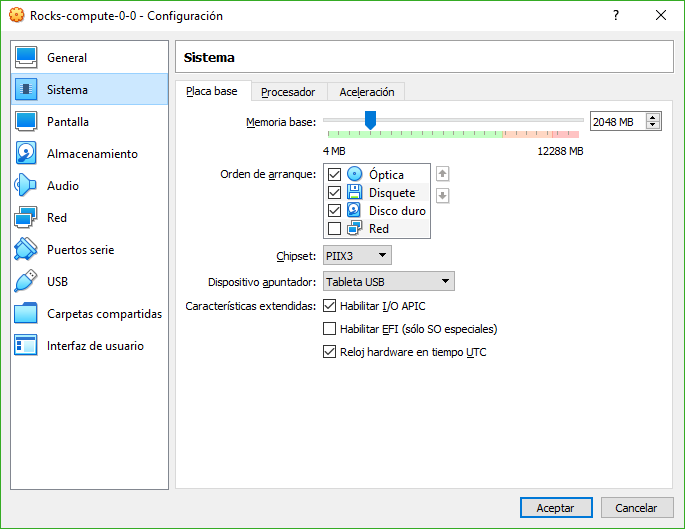 Rocks-compute-0-0 - Configuración
?
General
Sistema
Pantalla
Almacenamiento
Audio
Red
Puertos serie
USB
Carpetas compartidas
Interfaz de usuario
Sistema
Placa base Procesador Aceleración
Memoria base: 2048 MB
4 MB 12288 MB
Orden de arranque: Óptica
Disquete
Disco duro
Red
Chipset: PIIX3
Dispositivo apuntador: Tableta USB
Características extendidas: Habilitar I/O APIC
Habilitar EFI (sólo SO especiales)
Reloj hardware en tiempo UTC
Aceptar Cancelar